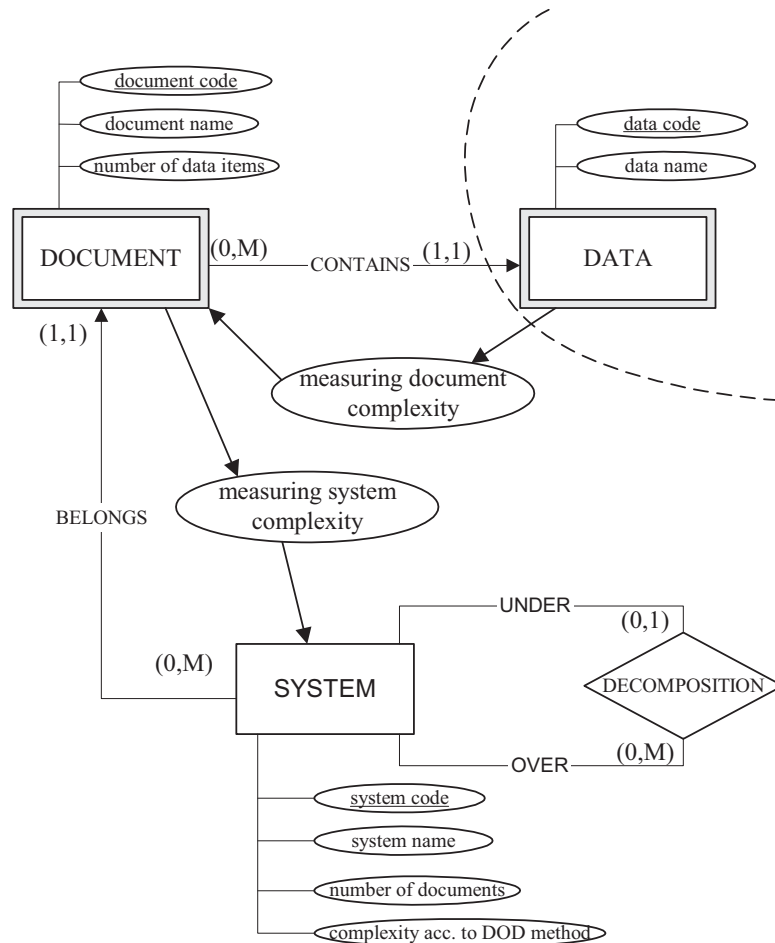 document code
document name
number of data items
data code
data name
DOCUMENT
(0,M)
CONTAINS
(1,1)
DATA
(1,1)
measuring document
complexity
measuring system
complexity
BELONGS
UNDER
(0,1)
(0,M)
SYSTEM
DECOMPOSITION
OVER
(0,M)
system code
system name
number of documents
complexity acc. to DOD method